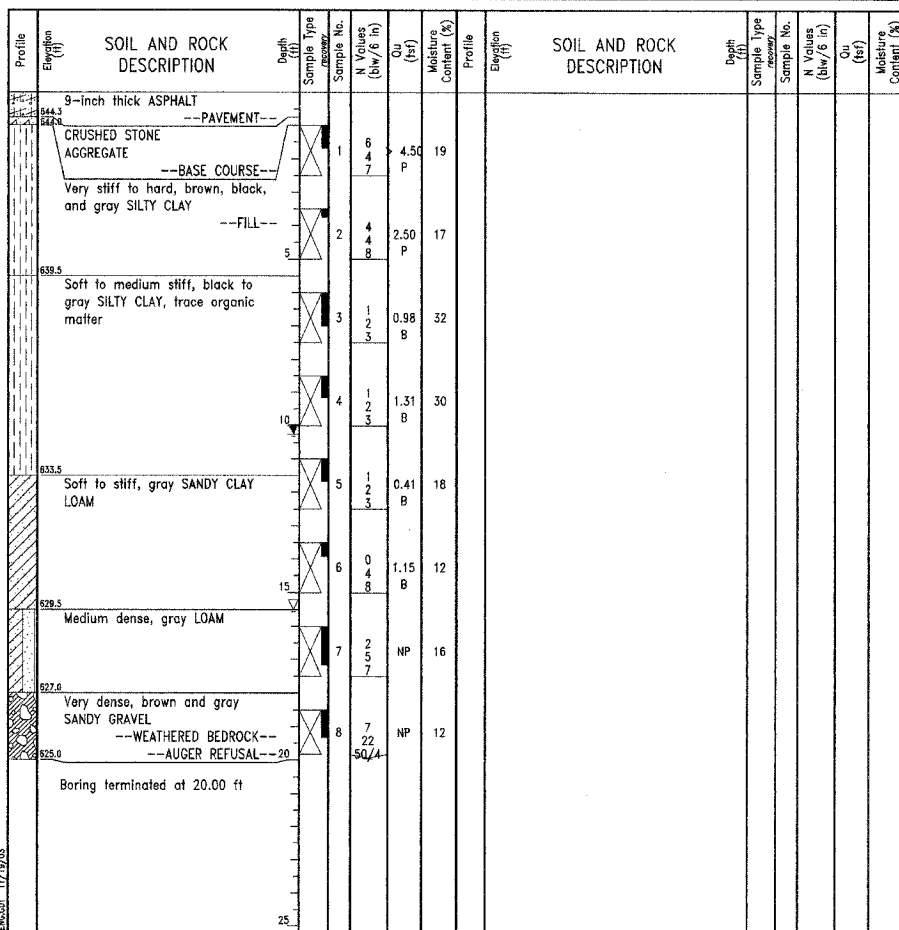 Profile
Elevation (ft)
SOIL AND ROCK
DESCRIPTION
Depth (ft)
Sample Type
recovery
Sample No.
N Values (blw/6 in)
Qu (tsf)
Moisture Content (%)
Profile
Elevation (ft)
SOIL AND ROCK
DESCRIPTION
Depth (ft)
Sample Type
recovery
Sample No.
N Values (blw/6 in)
Qu (tsf)
Moisture Content (%)
9-inch thick ASPHALT
644.3
--PAVEMENT--
644.0
CRUSHED STONE
AGGREGATE
--BASE COURSE--
1
6
4
7
> 4.50
P
19
Very stiff to hard, brown, black,
and gray SILTY CLAY
--FILL--
2
4
4
8
2.50
P
17
5
639.5
Soft to medium stiff, black to
gray SILTY CLAY, trace organic
matter
3
1
2
3
0.98
B
32
4
1
2
3
1.31
B
30
10
633.5
Soft to stiff, gray SANDY CLAY
LOAM
5
1
2
3
0.41
B
18
6
0
4
8
1.15
B
12
15
629.5
Medium dense, gray LOAM
7
2
5
7
NP
16
627.0
Very dense, brown and gray
SANDY GRAVEL
--WEATHERED BEDROCK--
8
7
22
50/4
NP
12
625.0
--AUGER REFUSAL--
20
Boring terminated at 20.00 ft
25
11/19/03